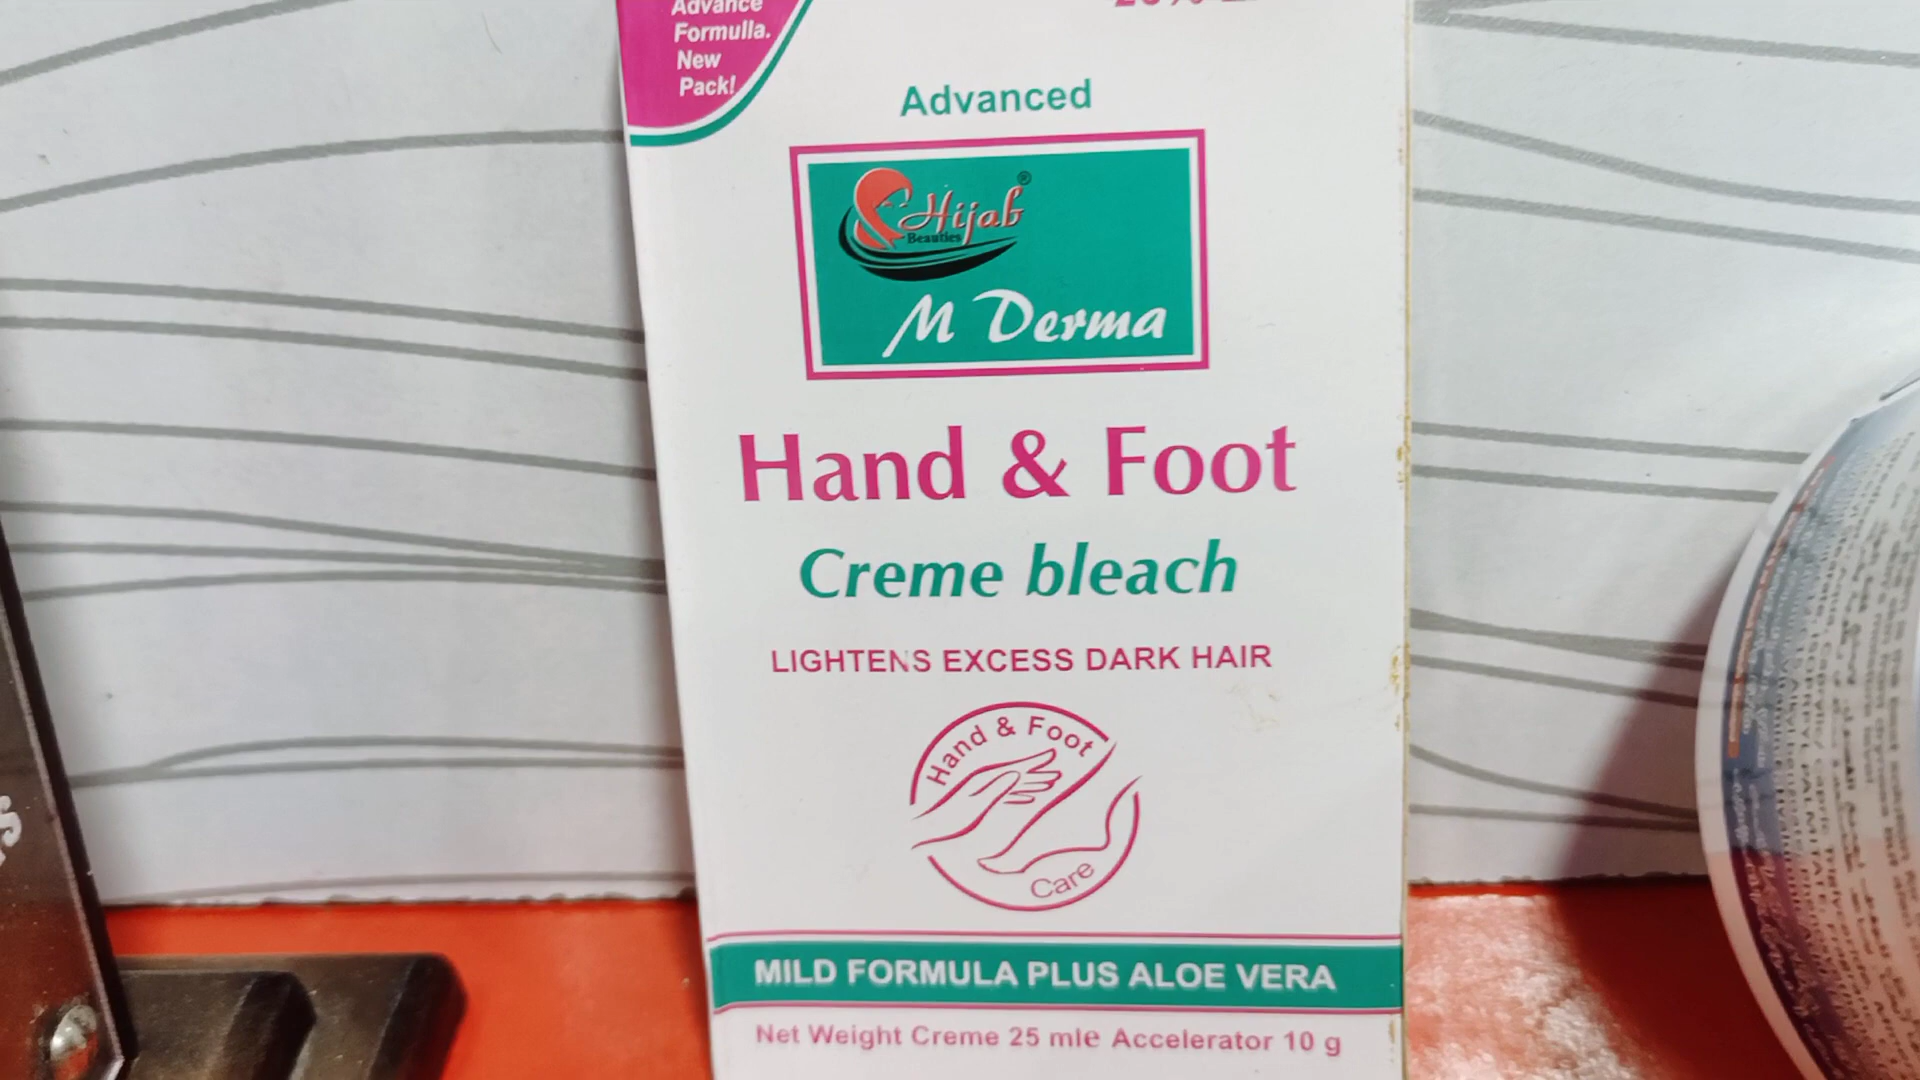 Advance
Formulla.
New
Pack!
Advanced
Hijab®
Beauties
M Derma
Hand & Foot
Creme bleach
LIGHTENS EXCESS DARK HAIR
Hand & Foot
Care
MILD FORMULA PLUS ALOE VERA
Net Weight Creme 25 mle Accelerator 10 g